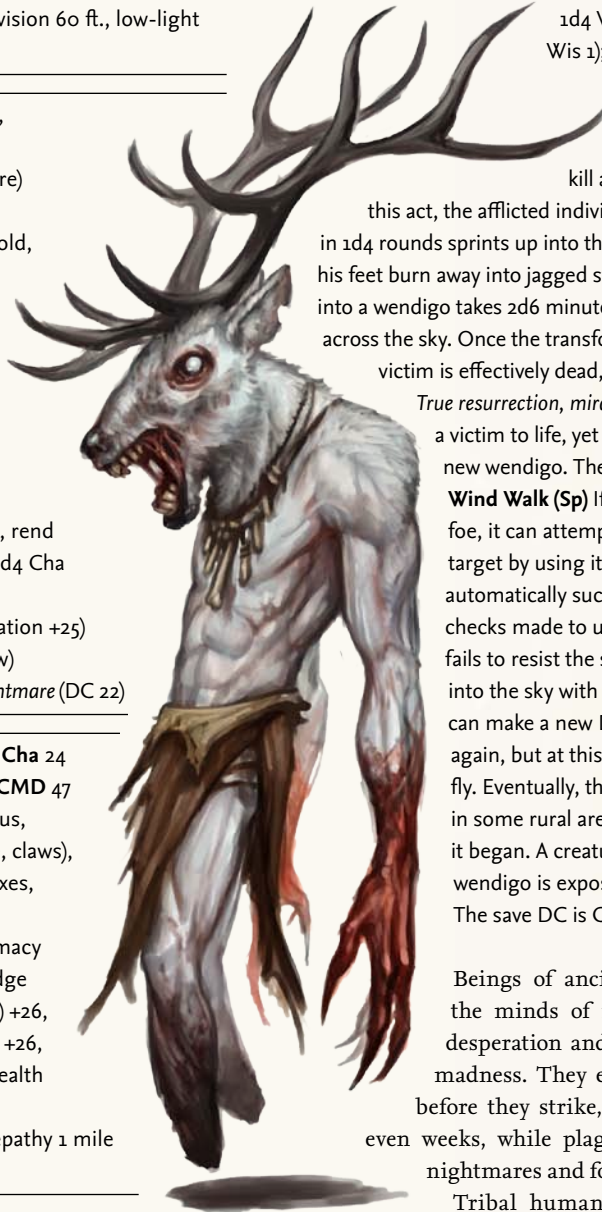 vision 60 ft., low-light
re)
old,
, rend
d4 Cha
ation +25)
w)
ntmare (DC 22)
Cha 24
CMD 47
us,
, claws),
xes,
macy
dge
) +26,
+26,
ealth
epathy 1 mile
1d4
Wis 1);
kill a
this act, the afflicted indivi
in 1d4 rounds sprints up into th
his feet burn away into jagged s
into a wendigo takes 2d6 minute
across the sky. Once the transfo
victim is effectively dead,
True resurrection, mira
a victim to life, yet
new wendigo. The
Wind Walk (Sp) If
foe, it can attemp
target by using it
automatically suc
checks made to u
fails to resist the s
into the sky with
can make a new
again, but at this
fly. Eventually, th
in some rural are
it began. A creatu
wendigo is expos
The save DC is C
Beings of anci
the minds of
desperation and
madness. They e
before they strike,
even weeks, while plag
nightmares and fo
Tribal human